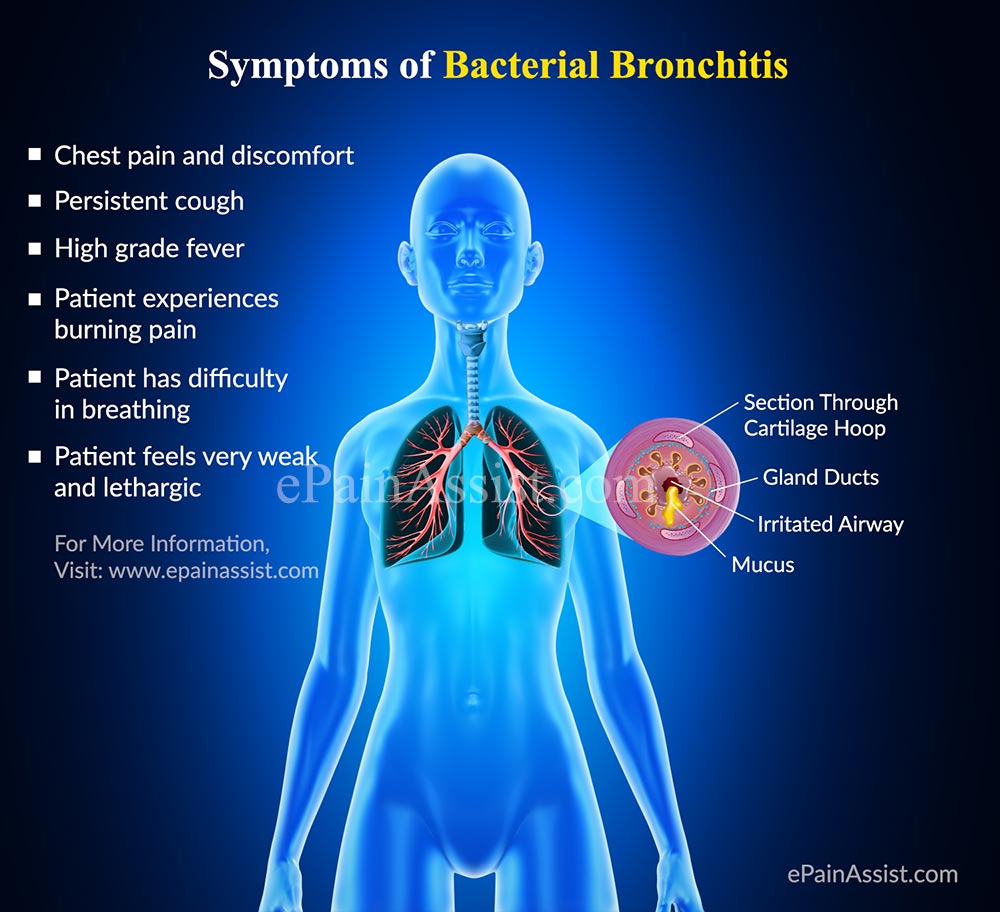 Symptoms of Bacterial Bronchitis
Chest pain and discomfort
Persistent cough
High grade fever
Patient experiences
burning pain
Patient has difficulty
in breathing
Patient feels very weak
and lethargic
For More Information,
Visit: www.epainassist.com
ePainAssist.com
Section Through
Cartilage Hoop
Gland Ducts
Irritated Airway
Mucus
ePainAssist.com